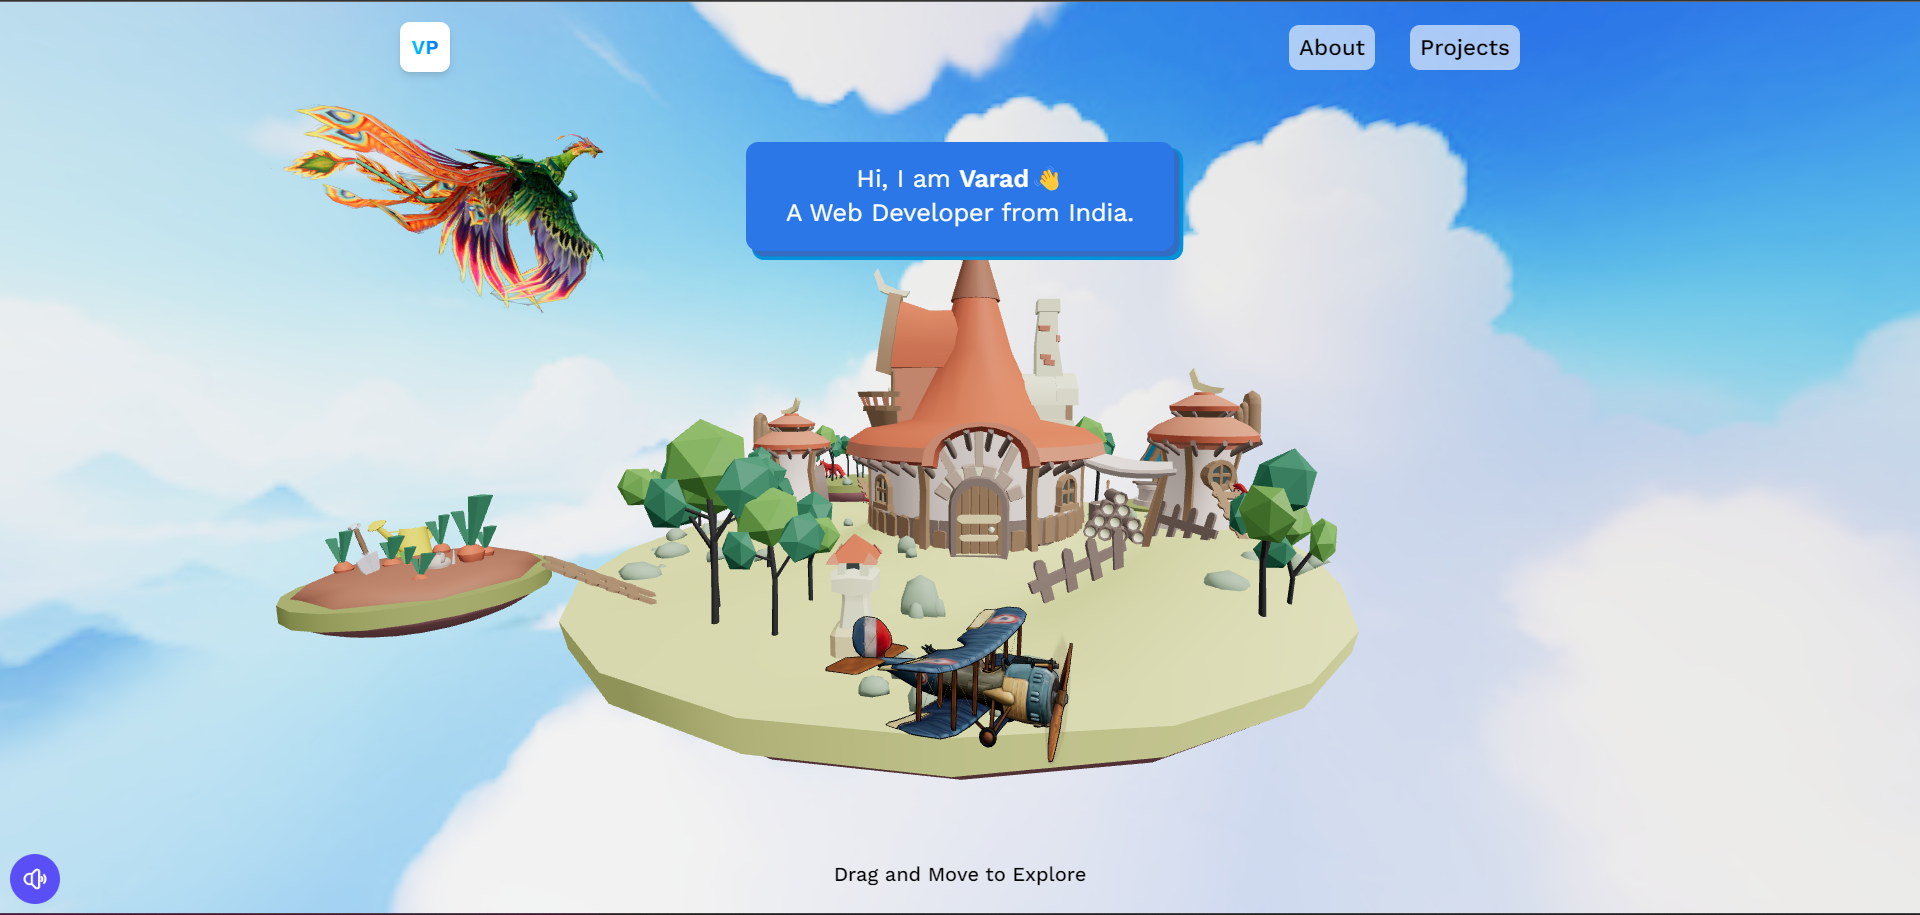 VP
About
Projects
Hi, I am Varad 👋
A Web Developer from India.
Drag and Move to Explore